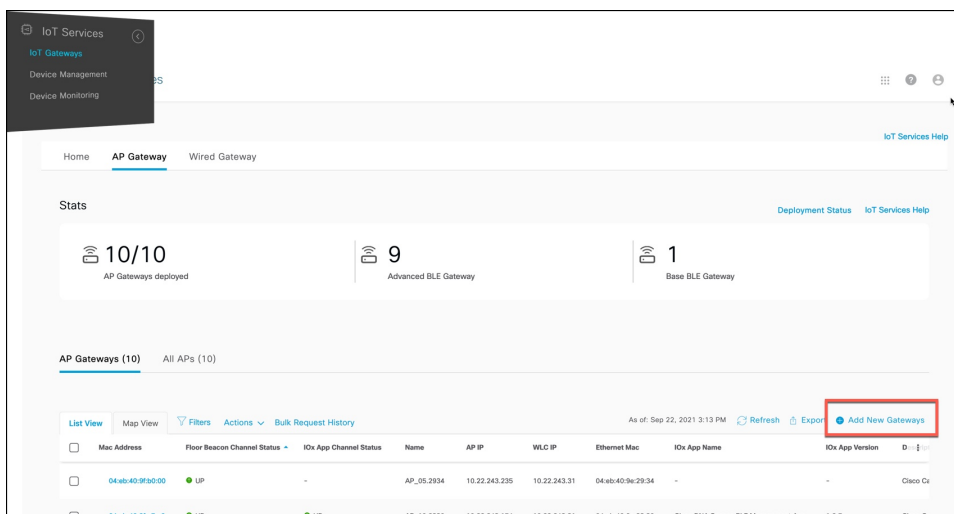 IoT Services
IoT Gateways
Device Management
Device Monitoring
es
IoT Services Help
Home AP Gateway Wired Gateway
Stats
Deployment Status IoT Services Help
10/10 9 1
AP Gateways deployed Advanced BLE Gateway Base BLE Gateway
AP Gateways (10) All APs (10)
List View Map View Filters Actions Bulk Request History As of: Sep 22, 2021 3:13 PM Refresh Export Add New Gateways
Mac Address Floor Beacon Channel Status IOx App Channel Status Name AP IP WLC IP Ethernet Mac IOx App Name IOx App Version
04:eb:40:9f:b0:00 UP - AP_05.2934 10.22.243.235 10.22.243.31 04:eb:40:9e:29:34 - - Cisco Ca